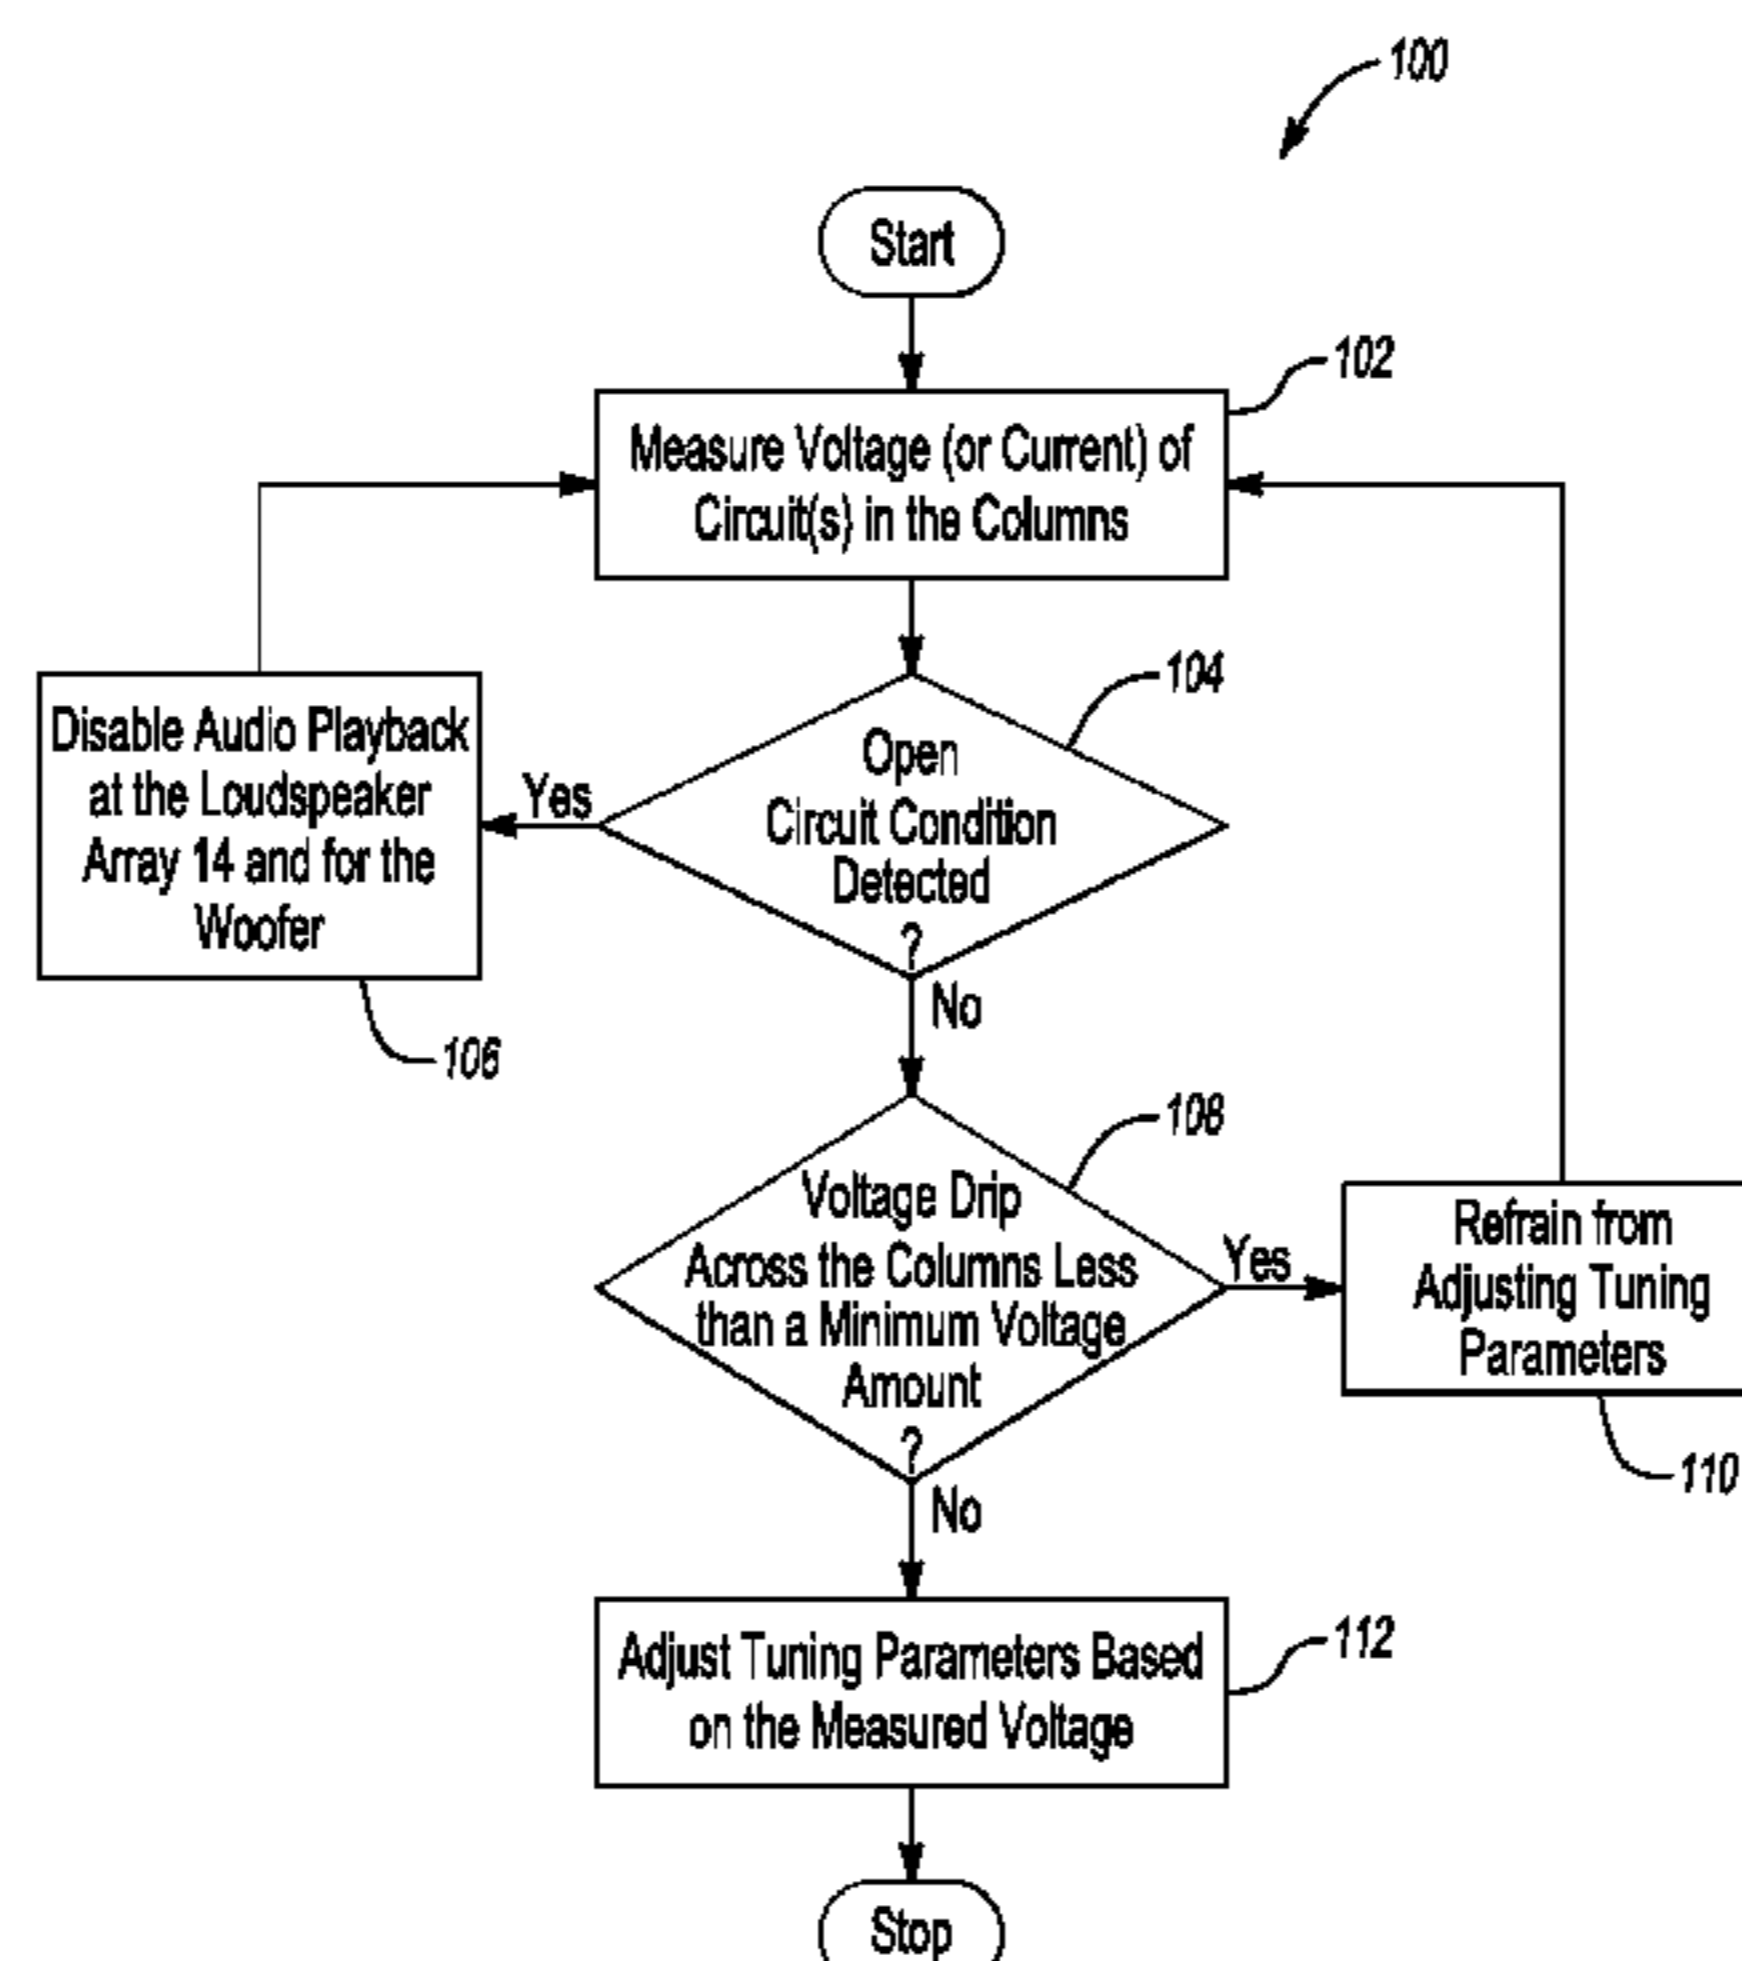 100
Start
102
Measure Voltage (or Current) of
Circuit(s) in the Columns
104
Open
Circuit Condition
Detected
?
Yes
Disable Audio Playback
at the Loudspeaker
Array 14 and for the
Woofer
106
No
108
Voltage Drip
Across the Columns Less
than a Minimum Voltage
Amount
?
Yes
Refrain from
Adjusting Tuning
Parameters
110
No
112
Adjust Tuning Parameters Based
on the Measured Voltage
Stop